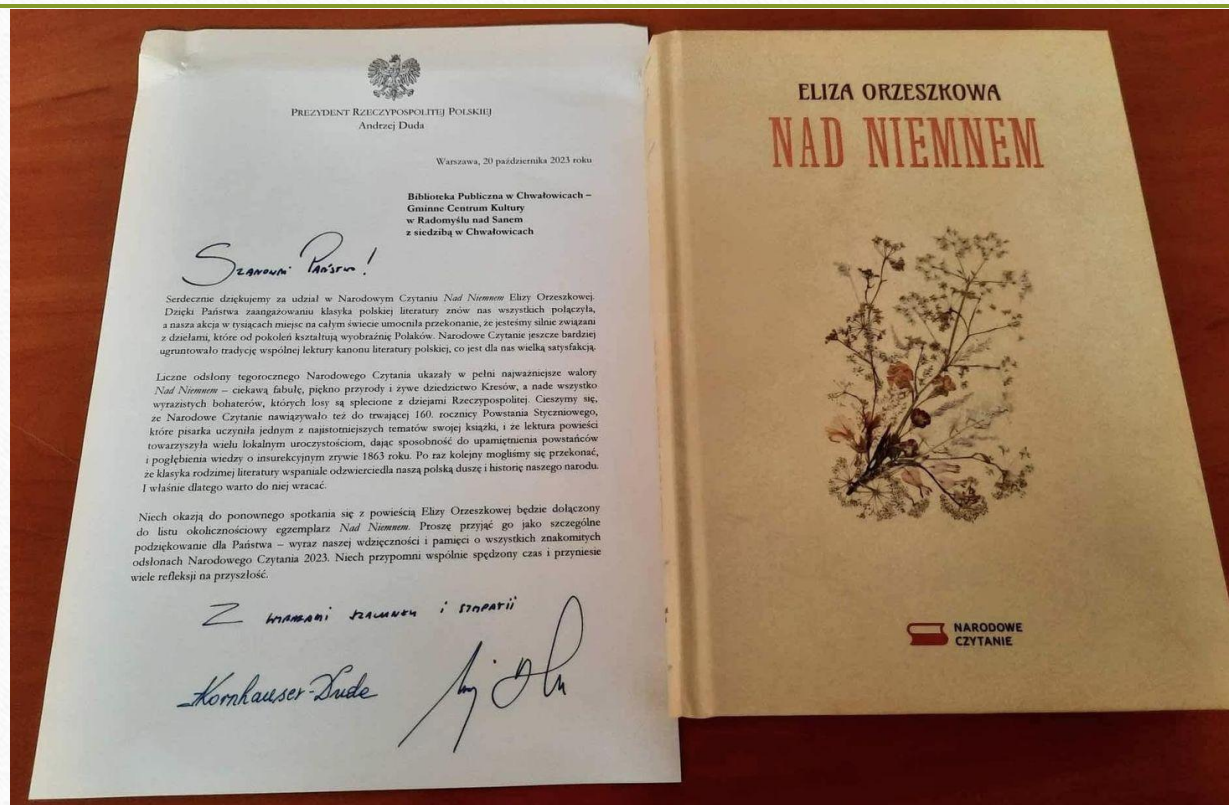 PREZYDENT RZECZYPOSPOLITEJ POLSKIEJ
Andrzej Duda
Warszawa, 20 października 2023 roku
Biblioteka Publiczna w Chwałowicach –
Gminne Centrum Kultury
w Radomyślu nad Sanem
z siedzibą w Chwałowicach
Szanowni Państwo!
Serdecznie dziękujemy za udział w Narodowym Czytaniu Nad Niemnem Elizy Orzeszkowej.
Dzięki Państwa zaangażowaniu klasyka polskiej literatury znów nas wszystkich połączyła,
a nasza akcja w tysiącach miejsc na całym świecie umocniła przekonanie, że jesteśmy silnie związani
z dziełami, które od pokoleń kształtują wyobraźnię Polaków. Narodowe Czytanie jeszcze bardziej
ugruntowało tradycję wspólnej lektury kanonu literatury polskiej, co jest dla nas wielką satysfakcją.
Liczne odsłony tegorocznego Narodowego Czytania ukazały w pełni najważniejsze walory
Nad Niemnem – ciekawą fabułę, piękno przyrody i żywe dziedzictwo Kresów, a nade wszystko
wyrazistych bohaterów, których losy są splecione z dziejami Rzeczypospolitej. Cieszymy się,
że Narodowe Czytanie nawiązywało też do trwającej 160. rocznicy Powstania Styczniowego,
które pisarka uczyniła jednym z najistotniejszych tematów swojej książki, i że lektura powieści
towarzyszyła wielu lokalnym uroczystościom, dając sposobność do upamiętnienia powstańców
i pogłębienia wiedzy o insurekcyjnym zrywie 1863 roku. Po raz kolejny mogliśmy się przekonać,
że klasyka rodzimej literatury wspaniale odzwierciedla naszą polską duszę i historię naszego narodu.
I właśnie dlatego warto do niej wracać.
Niech okazją do ponownego spotkania się z powieścią Elizy Orzeszkowej będzie dołączony
do listu okolicznościowy egzemplarz Nad Niemnem. Proszę przyjąć go jako szczególne
podziękowanie dla Państwa – wyraz naszej wdzięczności i pamięci o wszystkich znakomitych
odsłonach Narodowego Czytania 2023. Niech przypomni wspólnie spędzony czas i przyniesie
wiele refleksji na przyszłość.
Z wyrazami szacunku i sympatii
Kornhauser-Duda
ELIZA ORZESZKOWA
NAD NIEMNEM
NARODOWE
CZYTANIE